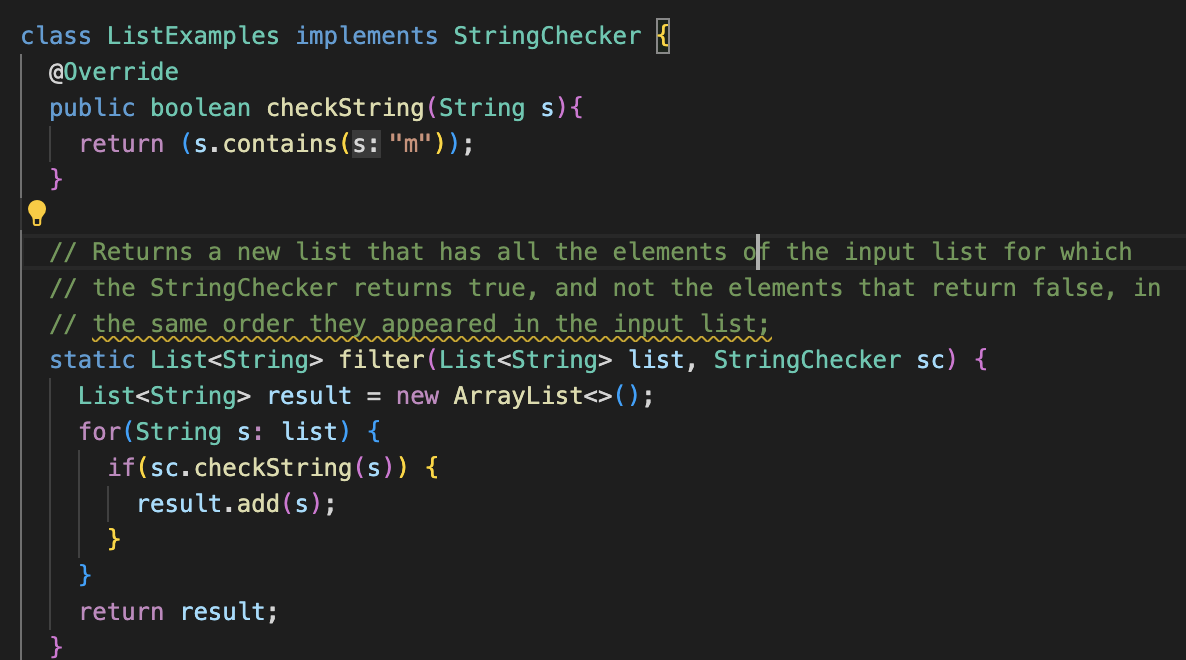 class ListExamples implements StringChecker {
@Override
public boolean checkString(String s){
return (s.contains(s: "m"));
}
// Returns a new list that has all the elements of the input list for which
// the StringChecker returns true, and not the elements that return false, in
// the same order they appeared in the input list;
static List<String> filter(List<String> list, StringChecker sc) {
List<String> result = new ArrayList<>();
for(String s: list) {
if(sc.checkString(s)) {
result.add(s);
}
}
return result;
}